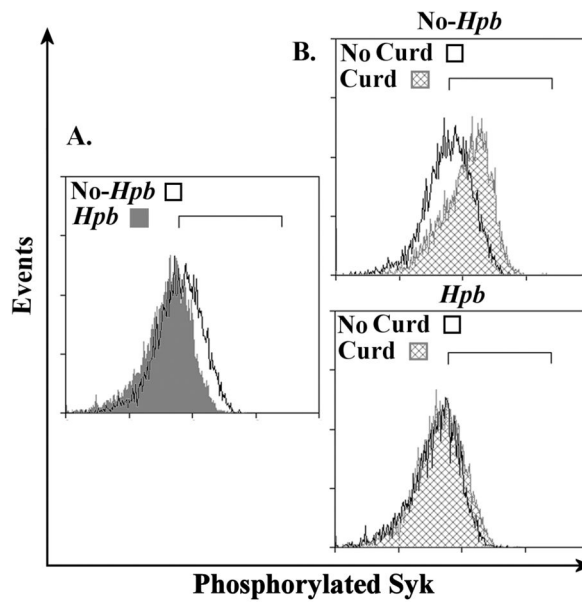 No-Hpb
B.
No Curd
Curd
A.
No-Hpb
Hpb
Hpb
No Curd
Curd
Events
Phosphorylated Syk